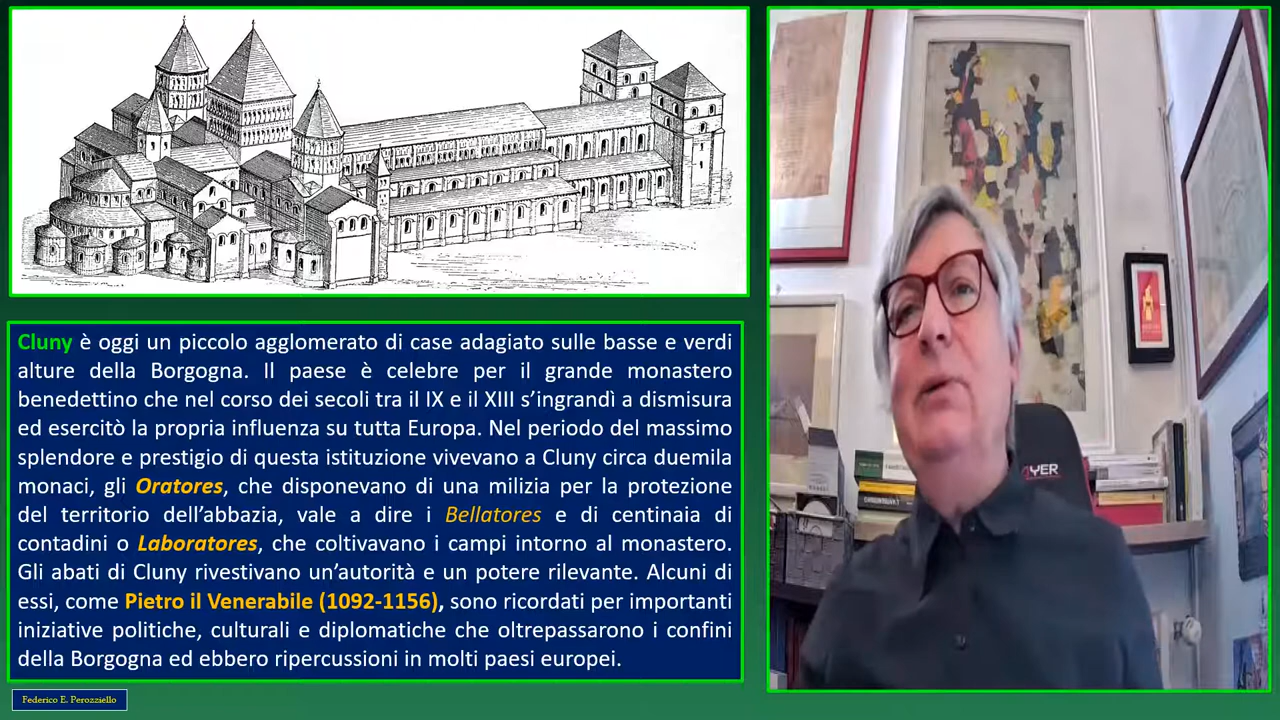 Cluny è oggi un piccolo agglomerato di case adagiato sulle basse e verdi
alture della Borgogna. Il paese è celebre per il grande monastero
benedettino che nel corso dei secoli tra il IX e il XIII s’ingrandì a dismisura
ed esercitò la propria influenza su tutta Europa. Nel periodo del massimo
splendore e prestigio di questa istituzione vivevano a Cluny circa duemila
monaci, gli Oratores, che disponevano di una milizia per la protezione
del territorio dell’abbazia, vale a dire i Bellatores e di centinaia di
contadini o Laboratores, che coltivavano i campi intorno al monastero.
Gli abati di Cluny rivestivano un’autorità e un potere rilevante. Alcuni di
essi, come Pietro il Venerabile (1092-1156), sono ricordati per importanti
iniziative politiche, culturali e diplomatiche che oltrepassarono i confini
della Borgogna ed ebbero ripercussioni in molti paesi europei.
Federico E. Perozziello